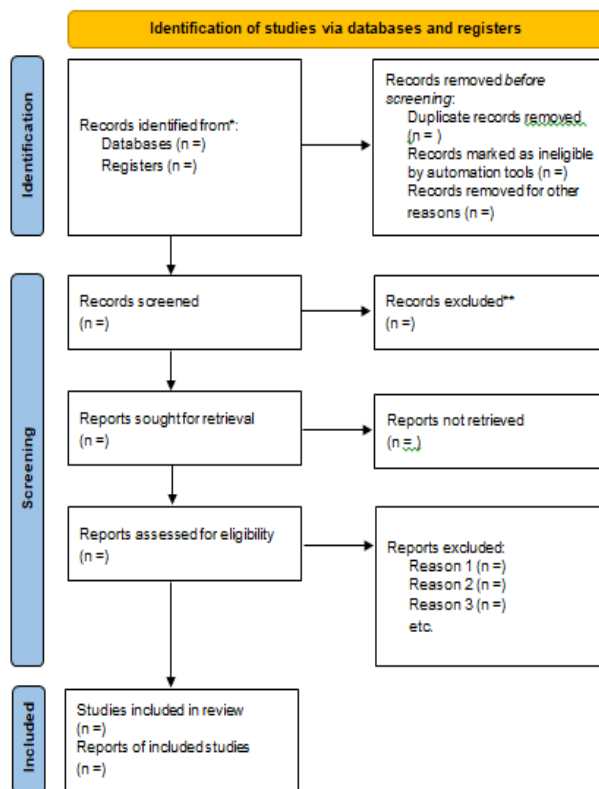 Identification of studies via databases and registers
Identification
Records identified from*:
Databases (n =)
Registers (n =)
Records removed before
screening:
Duplicate records removed
(n = )
Records marked as ineligible
by automation tools (n =)
Records removed for other
reasons (n =)
Screening
Records screened
(n =)
Records excluded**
(n =)
Reports sought for retrieval
(n =)
Reports not retrieved
(n = )
Reports assessed for eligibility
(n =)
Reports excluded:
Reason 1 (n =)
Reason 2 (n =)
Reason 3 (n =)
etc.
Included
Studies included in review
(n =)
Reports of included studies
(n =)